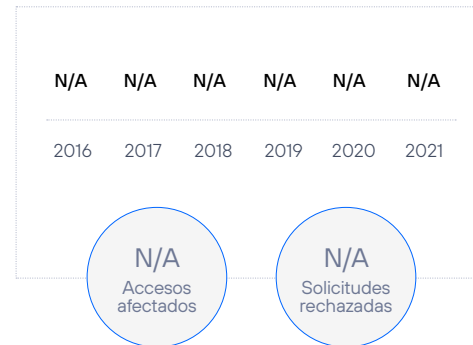 N/A N/A N/A N/A N/A N/A
2016 2017 2018 2019 2020 2021
N/A
Accesos
afectados
N/A
Solicitudes
rechazadas